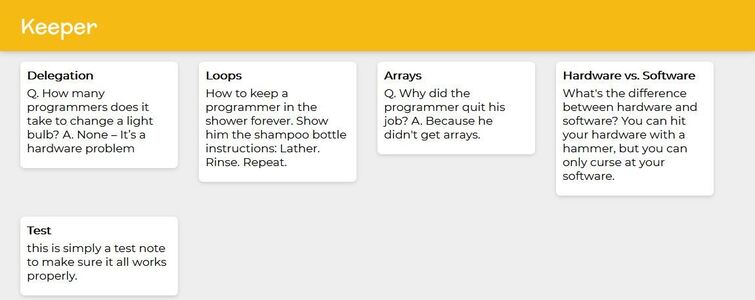 Keeper
Delegation
Q. How many
programmers does it
take to change a light
bulb? A. None – It’s a
hardware problem
Loops
How to keep a
programmer in the
shower forever. Show
him the shampoo bottle
instructions: Lather.
Rinse. Repeat.
Arrays
Q. Why did the
programmer quit his
job? A. Because he
didn't get arrays.
Hardware vs. Software
What's the difference
between hardware and
software? You can hit
your hardware with a
hammer, but you can
only curse at your
software.
Test
this is simply a test note
to make sure it all works
properly.